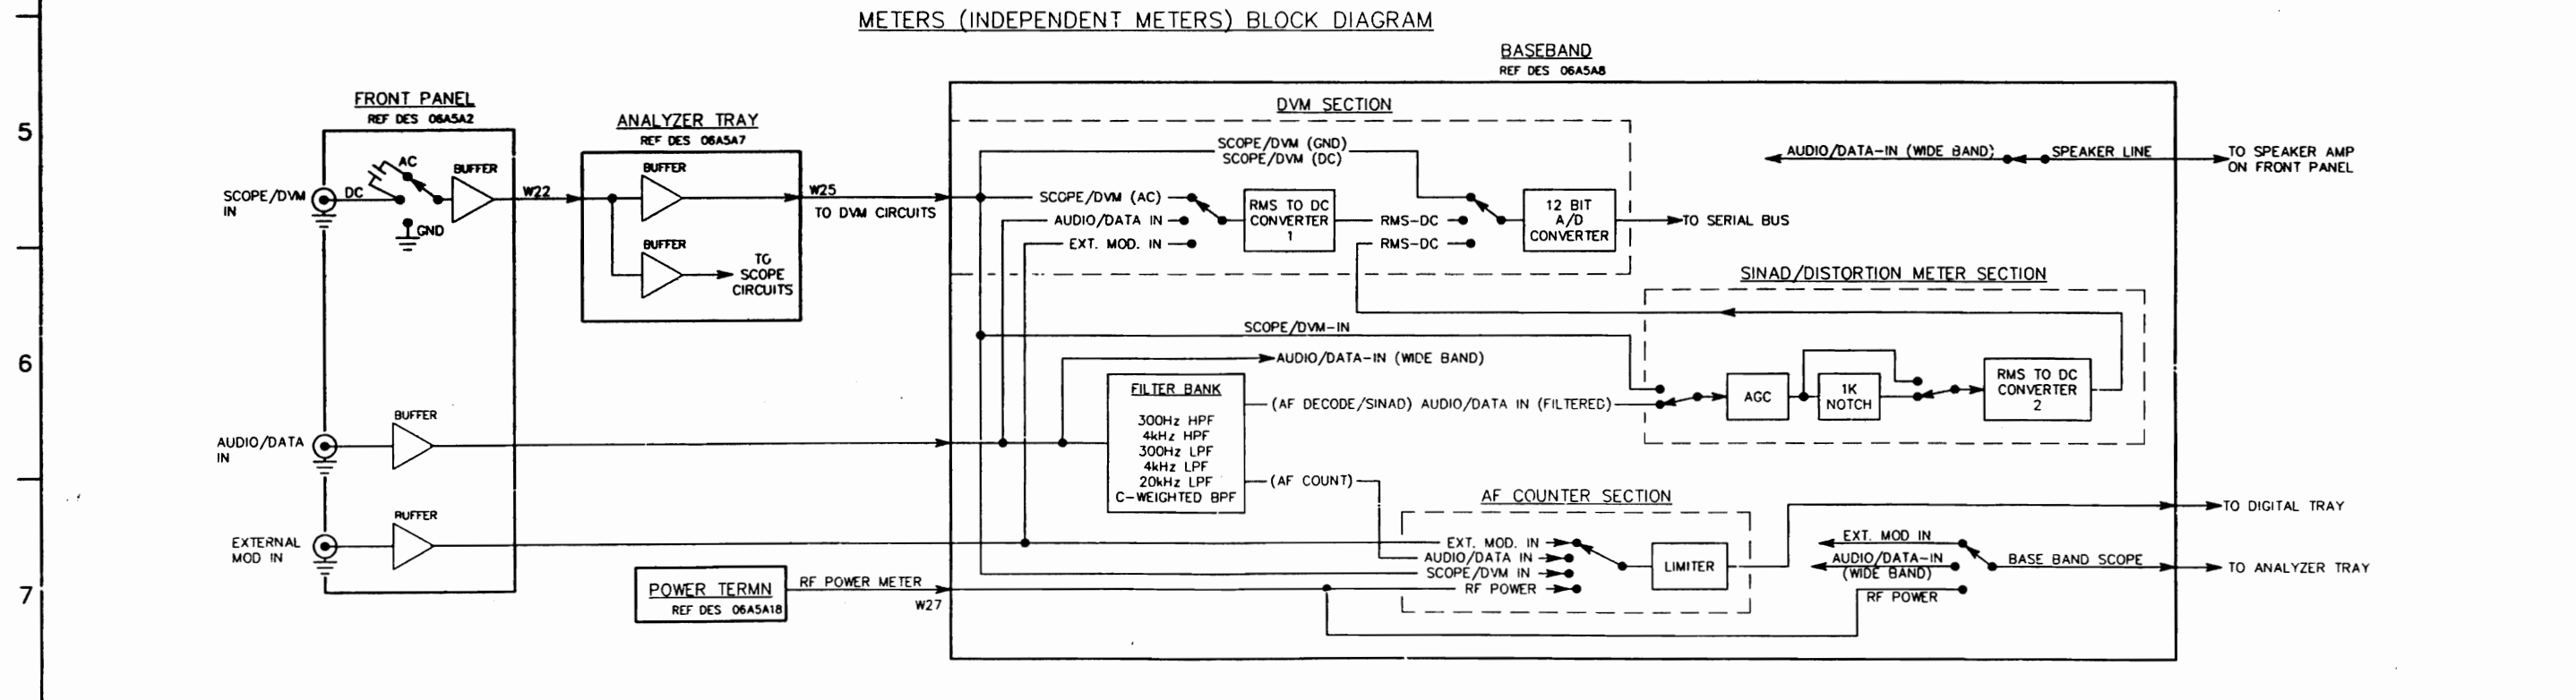 METERS (INDEPENDENT METERS) BLOCK DIAGRAM
BASEBAND
REF DES 06A5A8
FRONT PANEL
REF DES 06A5A2
DVM SECTION
5
ANALYZER TRAY
REF DES 06A5A7
SCOPE/DVM (GND)
SCOPE/DVM (DC)
AUDIO/DATA-IN (WIDE BAND)
SPEAKER LINE
TO SPEAKER AMP
ON FRONT PANEL
AC
BUFFER
BUFFER
SCOPE/DVM
IN
DC
GND
W22
W25
TO DVM CIRCUITS
SCOPE/DVM (AC)
AUDIO/DATA IN
EXT. MOD. IN
RMS TO DC
CONVERTER
1
RMS-DC
RMS-DC
12 BIT
A/D
CONVERTER
TO SERIAL BUS
BUFFER
TO
SCOPE
CIRCUITS
SINAD/DISTORTION METER SECTION
SCOPE/DVM-IN
6
AUDIO/DATA-IN (WIDE BAND)
FILTER BANK
300Hz HPF
4kHz HPF
300Hz LPF
4kHz LPF
20kHz LPF
C-WEIGHTED BPF
(AF DECODE/SINAD) AUDIO/DATA IN (FILTERED)
AGC
1K
NOTCH
RMS TO DC
CONVERTER
2
BUFFER
AUDIO/DATA
IN
(AF COUNT)
AF COUNTER SECTION
TO DIGITAL TRAY
BUFFER
EXTERNAL
MOD IN
EXT. MOD. IN
AUDIO/DATA IN
SCOPE/DVM IN
RF POWER
LIMITER
EXT. MOD IN
AUDIO/DATA-IN
(WIDE BAND)
RF POWER
BASE BAND SCOPE
TO ANALYZER TRAY
7
POWER TERMN
REF DES 06A5A18
RF POWER METER
W27